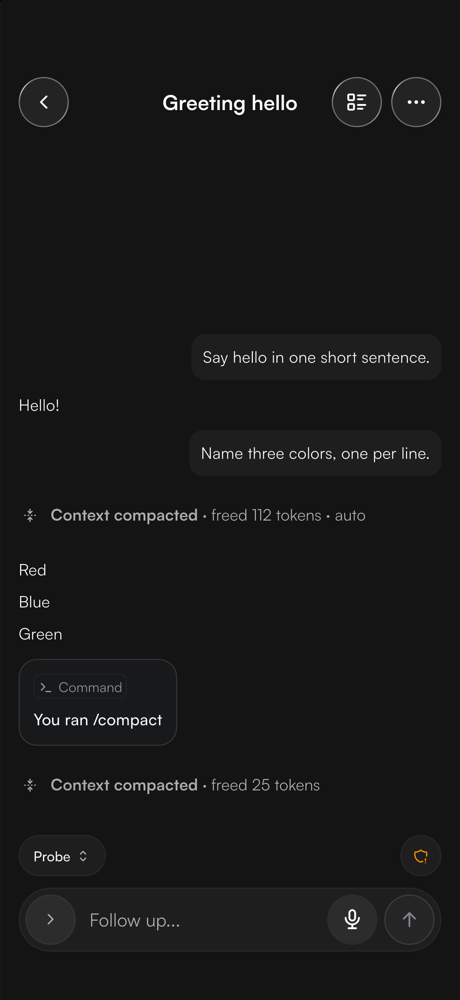 Greeting hello
Say hello in one short sentence.
Hello!
Name three colors, one per line.
Context compacted · freed 112 tokens · auto
Red
Blue
Green
Command
You ran /compact
Context compacted · freed 25 tokens
Probe
Follow up...